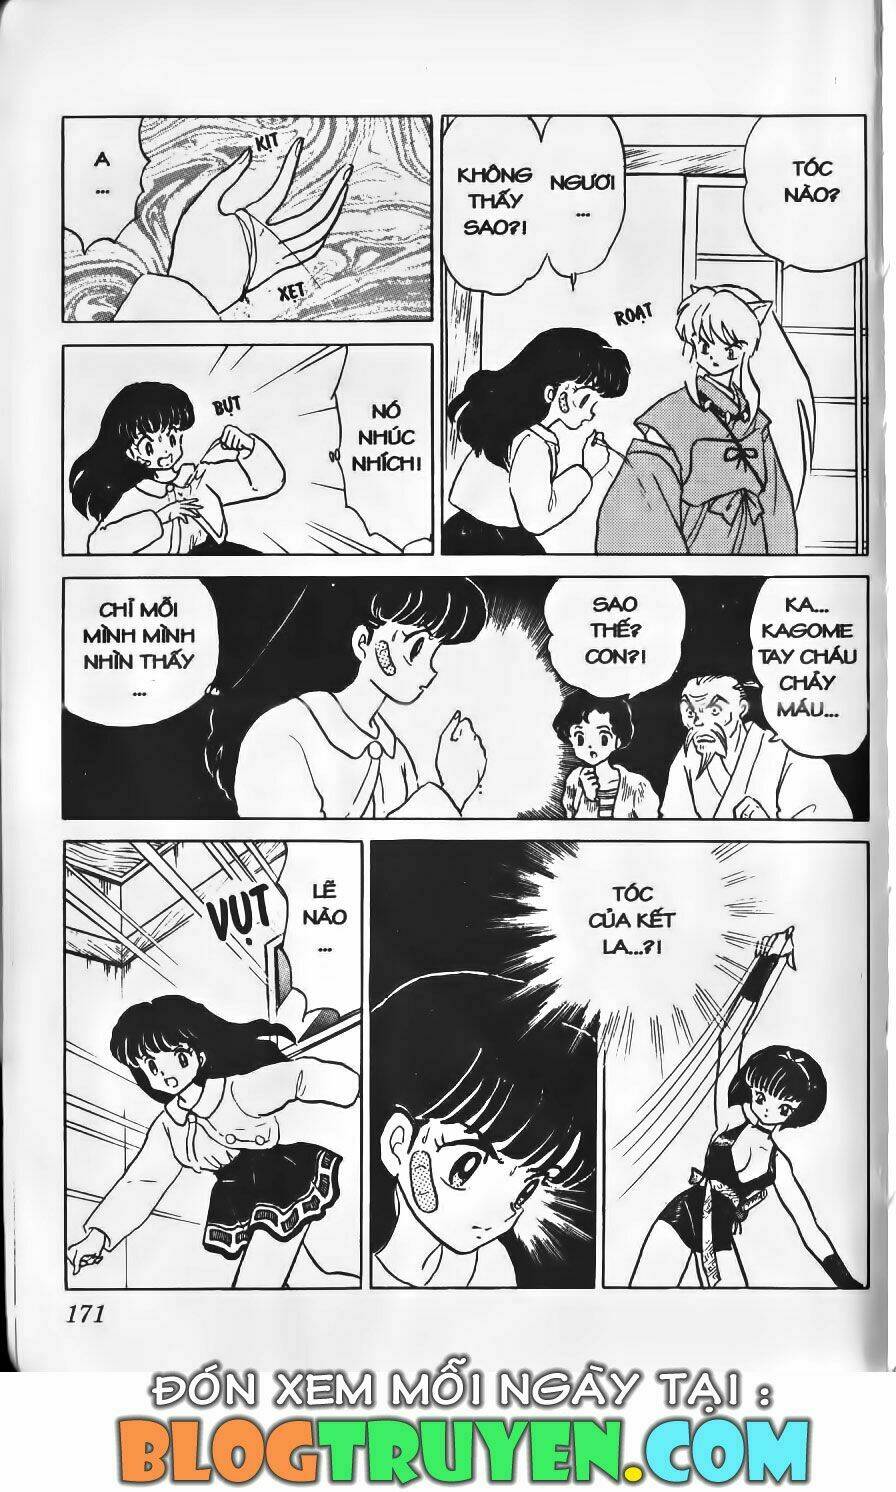 TÓC
NÀO?
NGƯƠI
...
KHÔNG
THẤY
SAO?!
ROẠT
A
...
KỊT
XẸT
NÓ
NHÚC
NHÍCH!
BỰT
KA...
KAGOME
TAY CHÁU
CHẢY
MÁU...
SAO
THẾ?
CON?!
CHỈ MỖI
MÌNH MÌNH
NHÌN THẤY
...
TÓC
CỦA KẾT
LA...?!
LẼ
NÀO
...
VỤT
171
ĐÓN XEM MỖI NGÀY TẠI :
BLOGTRUYEN.COM